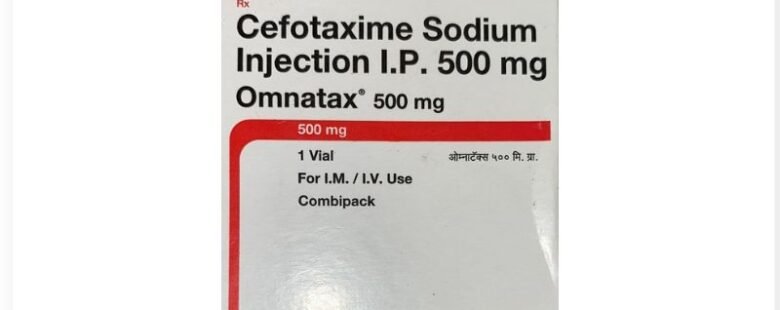 Rx
Cefotaxime Sodium
Injection I.P. 500 mg
Omnatax® 500 mg
500 mg
1 Vial
ओम्नाटॅक्स ५०० मि. ग्रा.
For I.M. / I.V. Use
Combipack